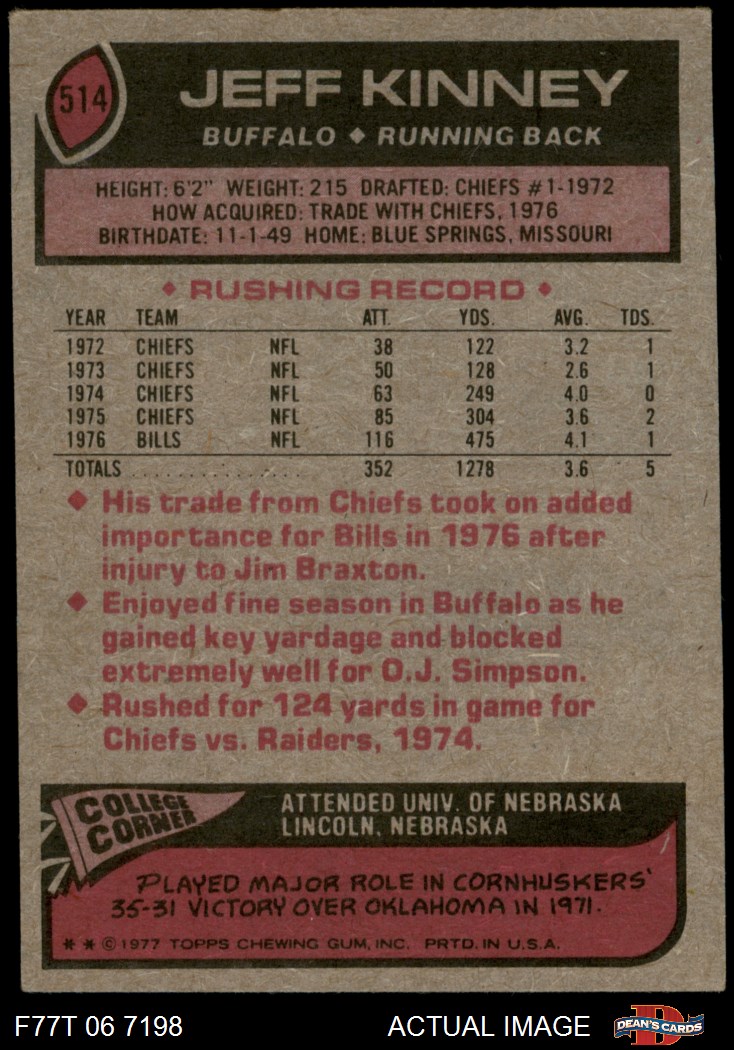 514
JEFF KINNEY
BUFFALO ◆ RUNNING BACK
HEIGHT: 6'2" WEIGHT: 215 DRAFTED: CHIEFS #1-1972
HOW ACQUIRED: TRADE WITH CHIEFS, 1976
BIRTHDATE: 11-1-49 HOME: BLUE SPRINGS, MISSOURI
◆ RUSHING RECORD ◆
YEAR TEAM ATT. YDS. AVG. TDS.
1972 CHIEFS NFL 38 122 3.2 1
1973 CHIEFS NFL 50 128 2.6 1
1974 CHIEFS NFL 63 249 4.0 0
1975 CHIEFS NFL 85 304 3.6 2
1976 BILLS NFL 116 475 4.1 1
TOTALS ................ 352 1278 3.6 5
◆ His trade from Chiefs took on added
importance for Bills in 1976 after
injury to Jim Braxton.
◆ Enjoyed fine season in Buffalo as he
gained key yardage and blocked
extremely well for O.J. Simpson.
◆ Rushed for 124 yards in game for
Chiefs vs. Raiders, 1974.
COLLEGE
CORNER
ATTENDED UNIV. OF NEBRASKA
LINCOLN, NEBRASKA
PLAYED MAJOR ROLE IN CORNHUSKERS'
35-31 VICTORY OVER OKLAHOMA IN 1971.
* * © 1977 TOPPS CHEWING GUM, INC. PRTD. IN U.S.A.
F77T 06 7198 ACTUAL IMAGE
D
DEAN'S CARDS